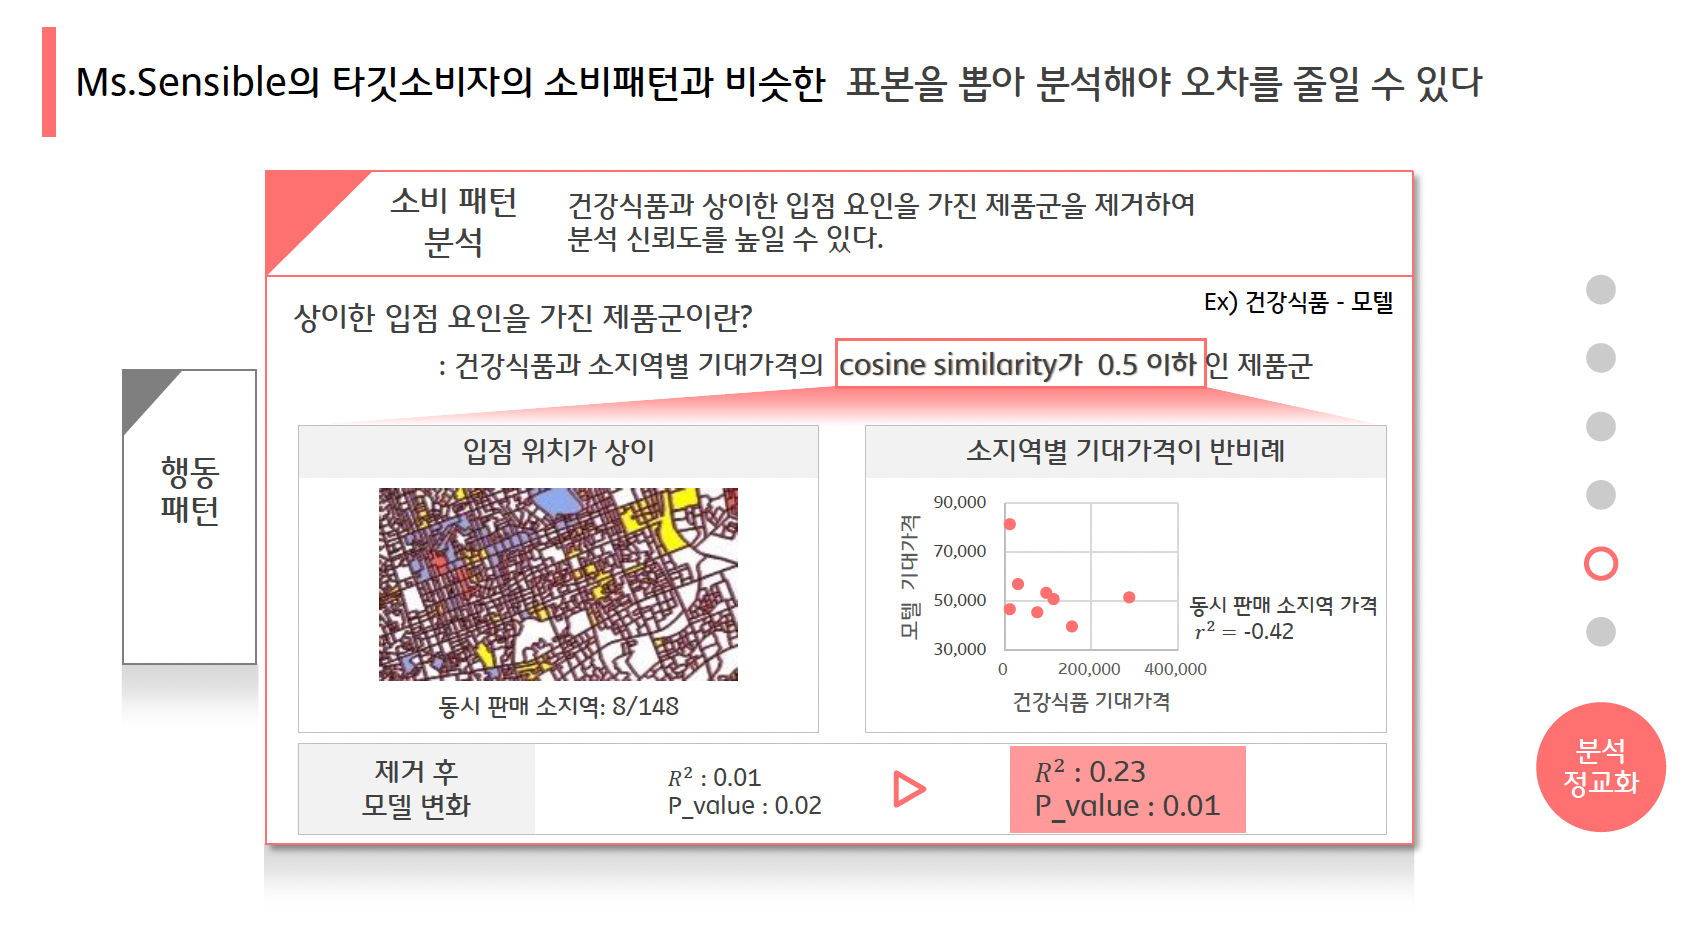 Ms.Sensible의 타깃소비자의 소비패턴과 비슷한 표본을 뽑아 분석해야 오차를 줄일 수 있다
소비 패턴
분석
건강식품과 상이한 입점 요인을 가진 제품군을 제거하여
분석 신뢰도를 높일 수 있다.
상이한 입점 요인을 가진 제품군이란?
Ex) 건강식품 - 모텔
: 건강식품과 소지역별 기대가격의 cosine similarity가 0.5 이하 인 제품군
행동
패턴
입점 위치가 상이
동시 판매 소지역: 8/148
소지역별 기대가격이 반비례
90,000
70,000
50,000
30,000
모텔 기대가격
0 200,000 400,000
건강식품 기대가격
동시 판매 소지역 가격
r² = -0.42
제거 후
모델 변화
R² : 0.01
P_value : 0.02
R² : 0.23
P_value : 0.01
분석
정교화